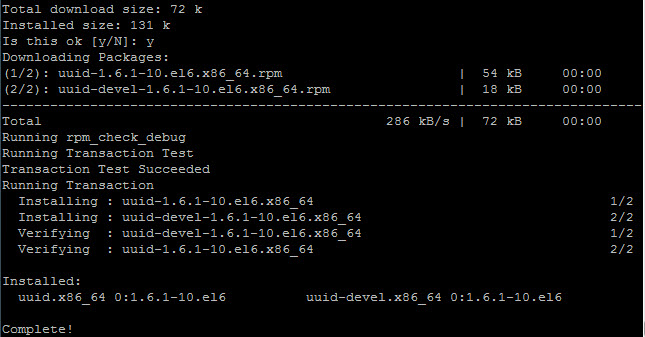 Total download size: 72 k
Installed size: 131 k
Is this ok [y/N]: y
Downloading Packages:
(1/2): uuid-1.6.1-10.el6.x86_64.rpm                       |  54 kB     00:00
(2/2): uuid-devel-1.6.1-10.el6.x86_64.rpm                 |  18 kB     00:00
--------------------------------------------------------------------------------
Total                                            286 kB/s |  72 kB     00:00
Running rpm_check_debug
Running Transaction Test
Transaction Test Succeeded
Running Transaction
  Installing : uuid-1.6.1-10.el6.x86_64                                     1/2
  Installing : uuid-devel-1.6.1-10.el6.x86_64                               2/2
  Verifying  : uuid-devel-1.6.1-10.el6.x86_64                               1/2
  Verifying  : uuid-1.6.1-10.el6.x86_64                                     2/2

Installed:
  uuid.x86_64 0:1.6.1-10.el6          uuid-devel.x86_64 0:1.6.1-10.el6

Complete!